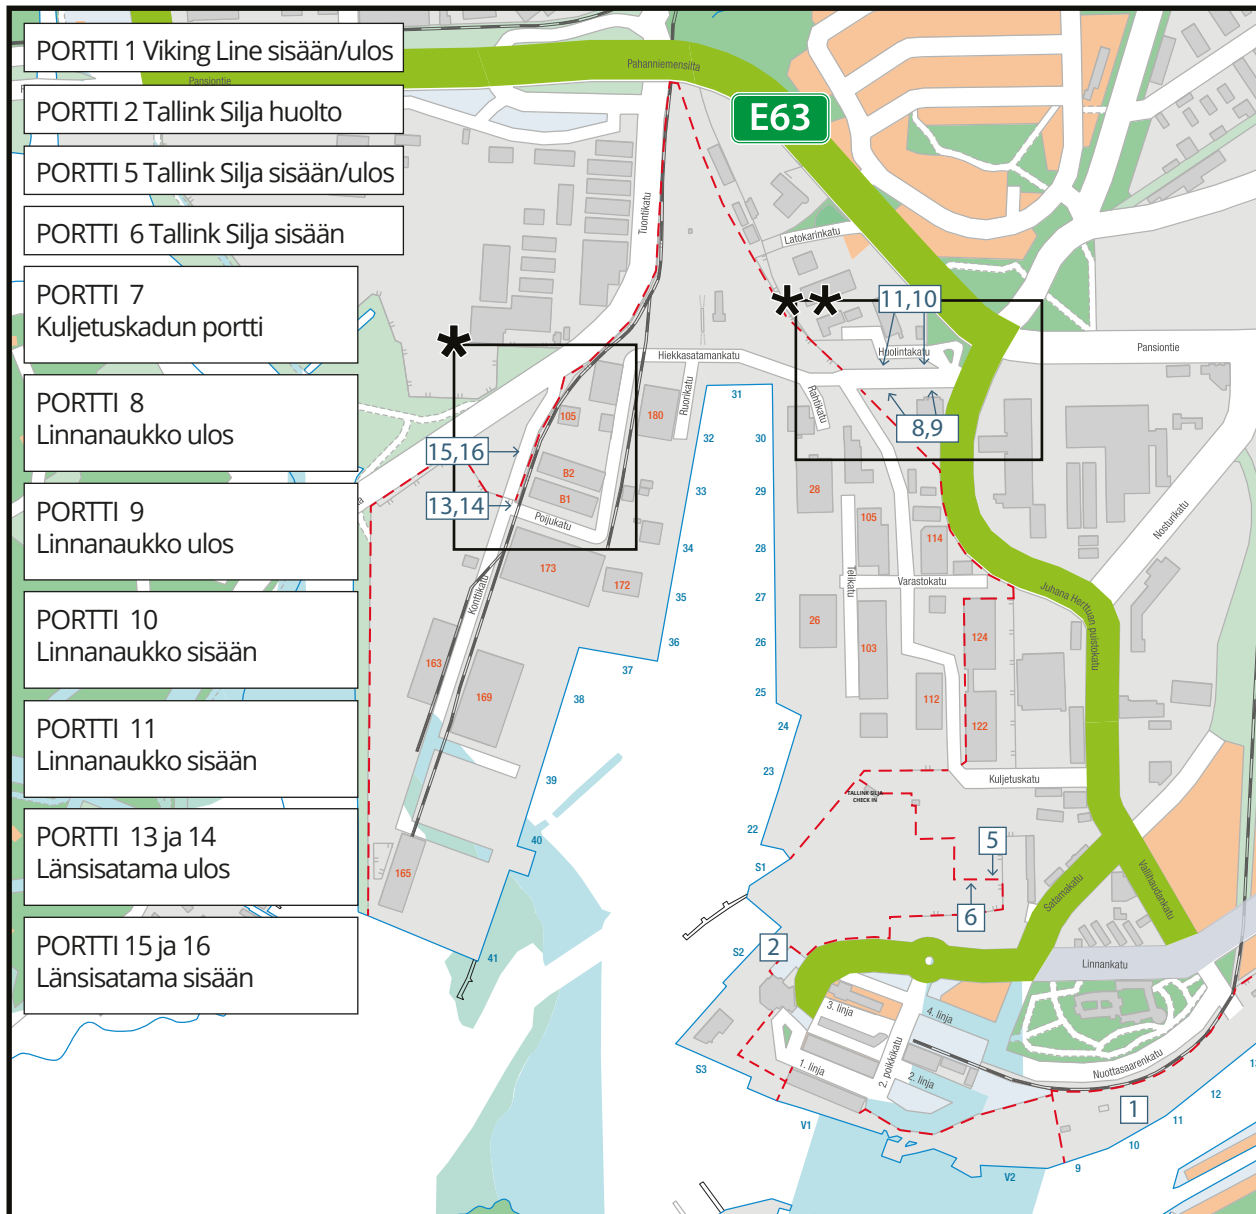 PORTTI 1 Viking Line sisään/ulos
PORTTI 2 Tallink Silja huolto
PORTTI 5 Tallink Silja sisään/ulos
PORTTI 6 Tallink Silja sisään
PORTTI 7
Kuljetuskadun portti
PORTTI 8
Linnanaukko ulos
PORTTI 9
Linnanaukko ulos
PORTTI 10
Linnanaukko sisään
PORTTI 11
Linnanaukko sisään
PORTTI 13 ja 14
Länsisatama ulos
PORTTI 15 ja 16
Länsisatama sisään
Pansiontie
Pahanniemensilta
E63
Tuontikatu
Latokarinkatu
* *
11,10
Huolintakatu
Pansiontie
*
Hiekkasatamankatu
Ruorikatu
Rahtikatu
8,9
15,16
13,14
105
B2
B1
180
Poijukatu
Konttikatu
173
172
163
169
165
31
32
33
34
35
36
37
38
39
40
41
30
29
28
27
26
25
24
23
22
S1
S2
S3
28
105
114
Telikatu
Varastokatu
26
103
124
112
122
Nosturikatu
Juhana Herttuan puistokatu
Kuljetuskatu
TALLINK SILJA
CHECK IN
5
6
2
Satamakatu
Vallihaudankatu
Linnankatu
3. linja
4. linja
1. linja
2. poikkikatu
2. linja
Nuottasaarenkatu
1
V1
V2
9
10
11
12